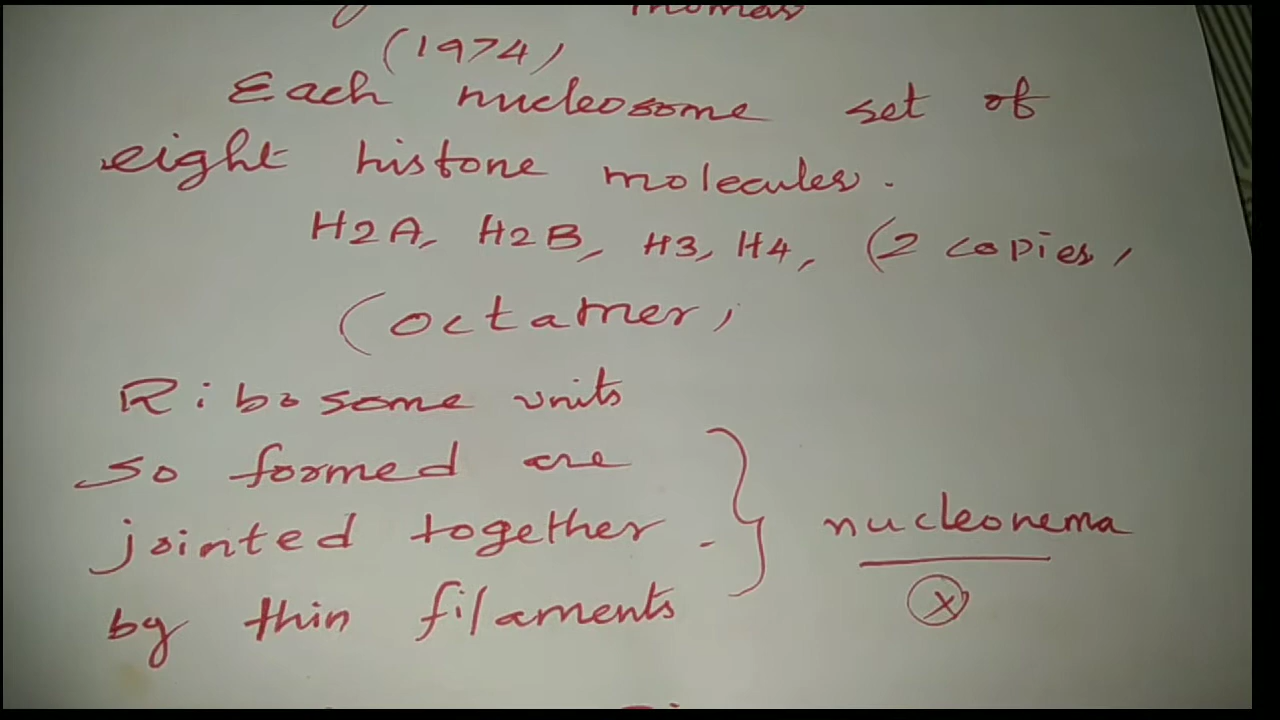 Thomas
(1974)
Each nucleosome set of
eight histone molecules.
H2A, H2B, H3, H4, (2 copies)
(octamer)
Ribosome units
so formed are
jointed together.
by thin filaments
nucleonema
x